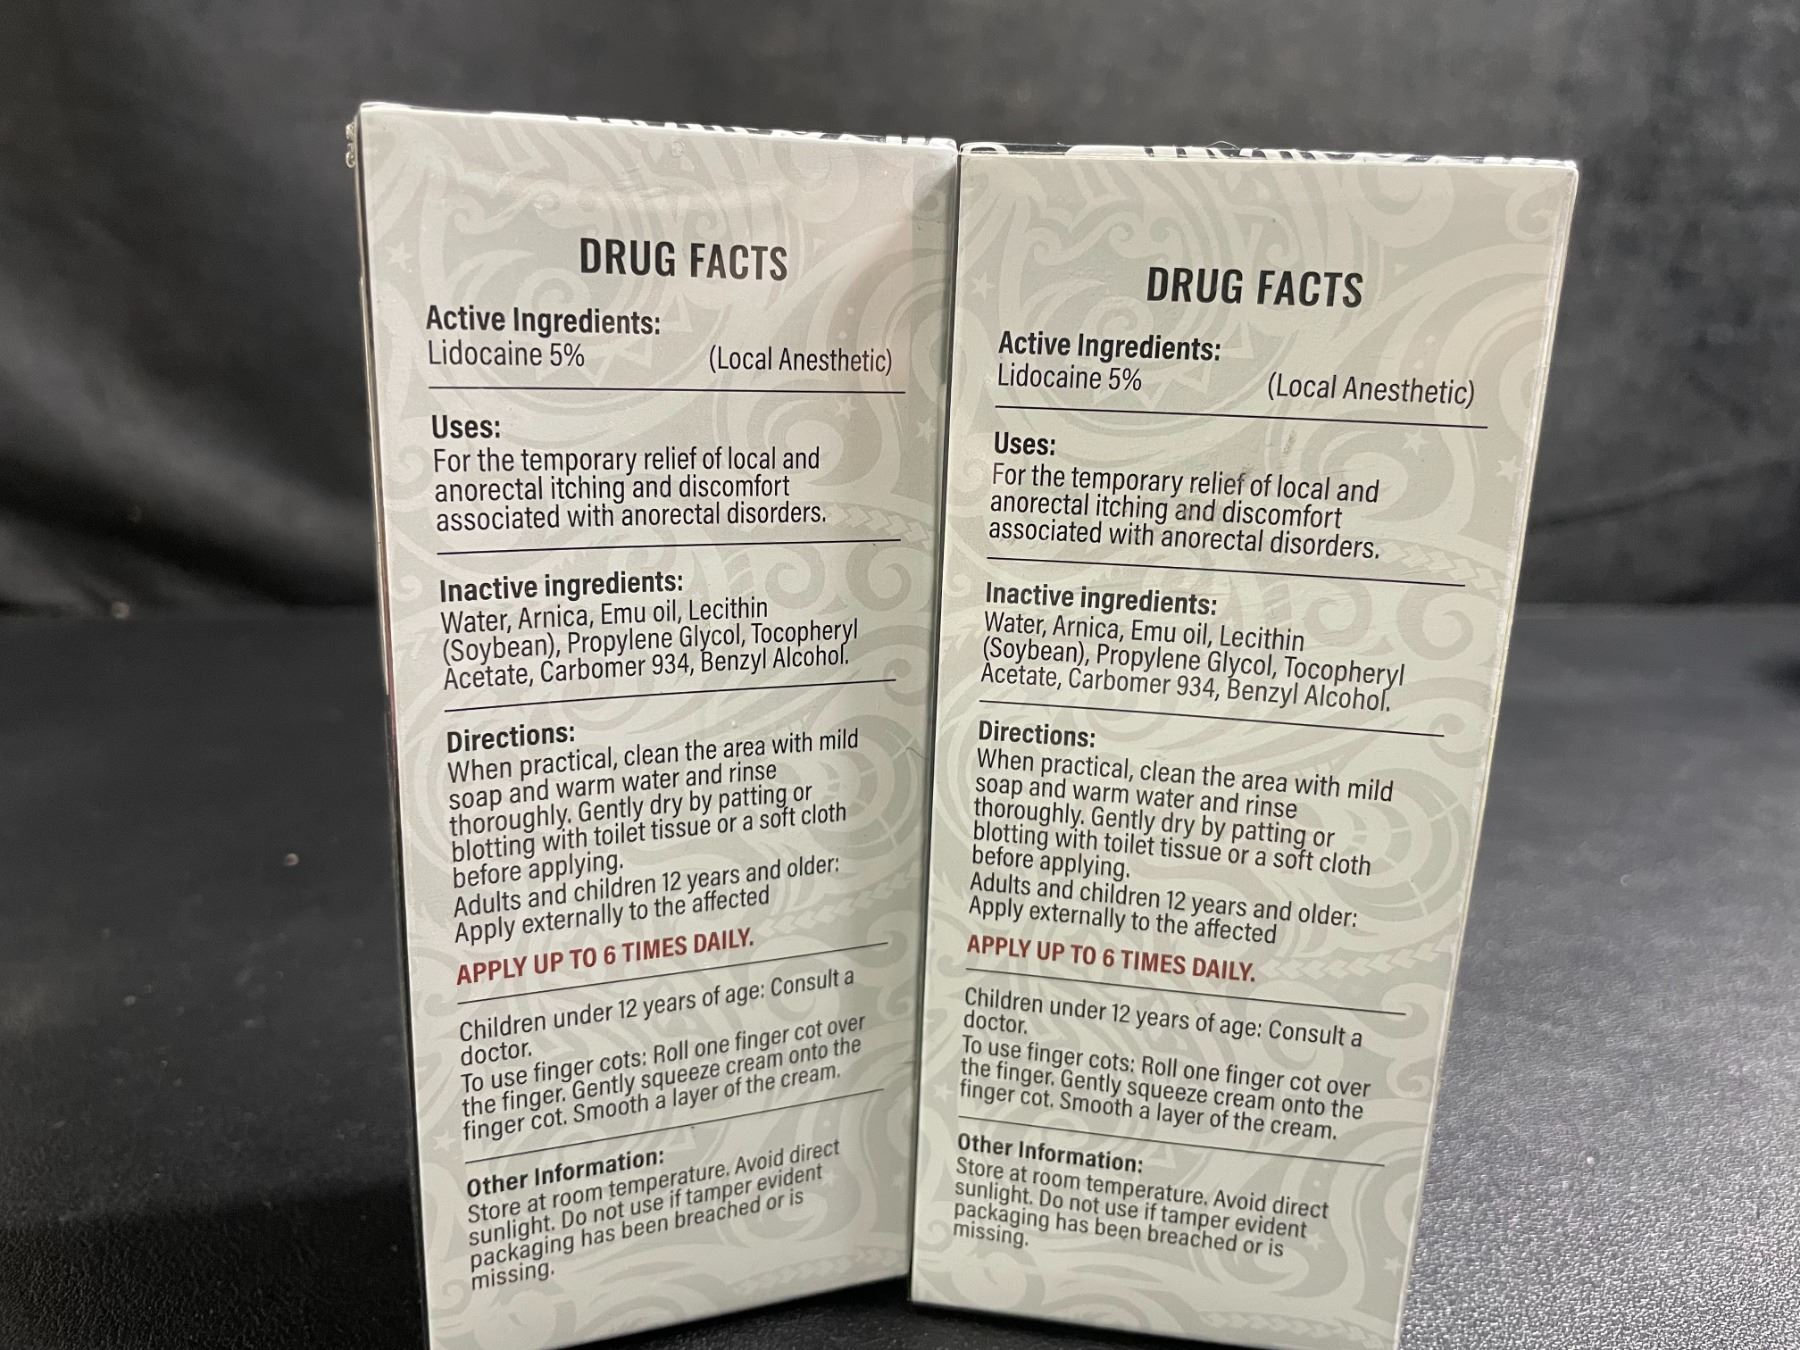 DRUG FACTS
Active Ingredients:
Lidocaine 5% (Local Anesthetic)
Uses:
For the temporary relief of local and
anorectal itching and discomfort
associated with anorectal disorders.
Inactive ingredients:
Water, Arnica, Emu oil, Lecithin
(Soybean), Propylene Glycol, Tocopheryl
Acetate, Carbomer 934, Benzyl Alcohol.
Directions:
When practical, clean the area with mild
soap and warm water and rinse
thoroughly. Gently dry by patting or
blotting with toilet tissue or a soft cloth
before applying.
Adults and children 12 years and older:
Apply externally to the affected
APPLY UP TO 6 TIMES DAILY.
Children under 12 years of age: Consult a
doctor.
To use finger cots: Roll one finger cot over
the finger. Gently squeeze cream onto the
finger cot. Smooth a layer of the cream.
Other Information:
Store at room temperature. Avoid direct
sunlight. Do not use if tamper evident
packaging has been breached or is
missing.
DRUG FACTS
Active Ingredients:
Lidocaine 5% (Local Anesthetic)
Uses:
For the temporary relief of local and
anorectal itching and discomfort
associated with anorectal disorders.
Inactive ingredients:
Water, Arnica, Emu oil, Lecithin
(Soybean), Propylene Glycol, Tocopheryl
Acetate, Carbomer 934, Benzyl Alcohol.
Directions:
When practical, clean the area with mild
soap and warm water and rinse
thoroughly. Gently dry by patting or
blotting with toilet tissue or a soft cloth
before applying.
Adults and children 12 years and older:
Apply externally to the affected
APPLY UP TO 6 TIMES DAILY.
Children under 12 years of age: Consult a
doctor.
To use finger cots: Roll one finger cot over
the finger. Gently squeeze cream onto the
finger cot. Smooth a layer of the cream.
Other Information:
Store at room temperature. Avoid direct
sunlight. Do not use if tamper evident
packaging has been breached or is
missing.